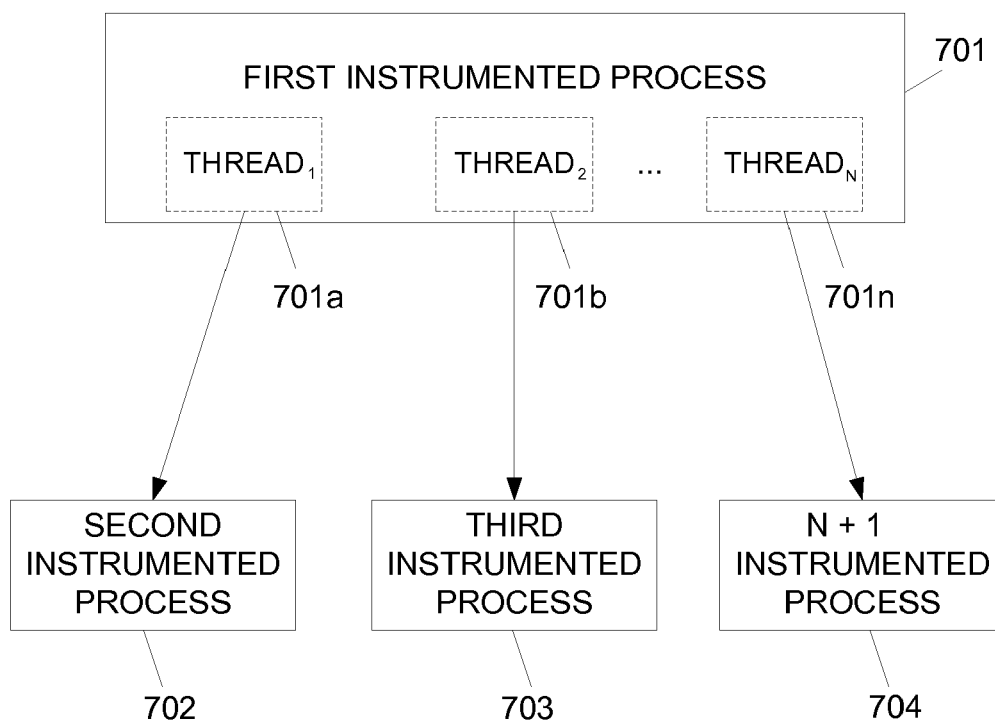 701
FIRST INSTRUMENTED PROCESS
THREAD₁ THREAD₂ ... THREADN
701a 701b 701n
SECOND INSTRUMENTED PROCESS
THIRD INSTRUMENTED PROCESS
N + 1 INSTRUMENTED PROCESS
702 703 704